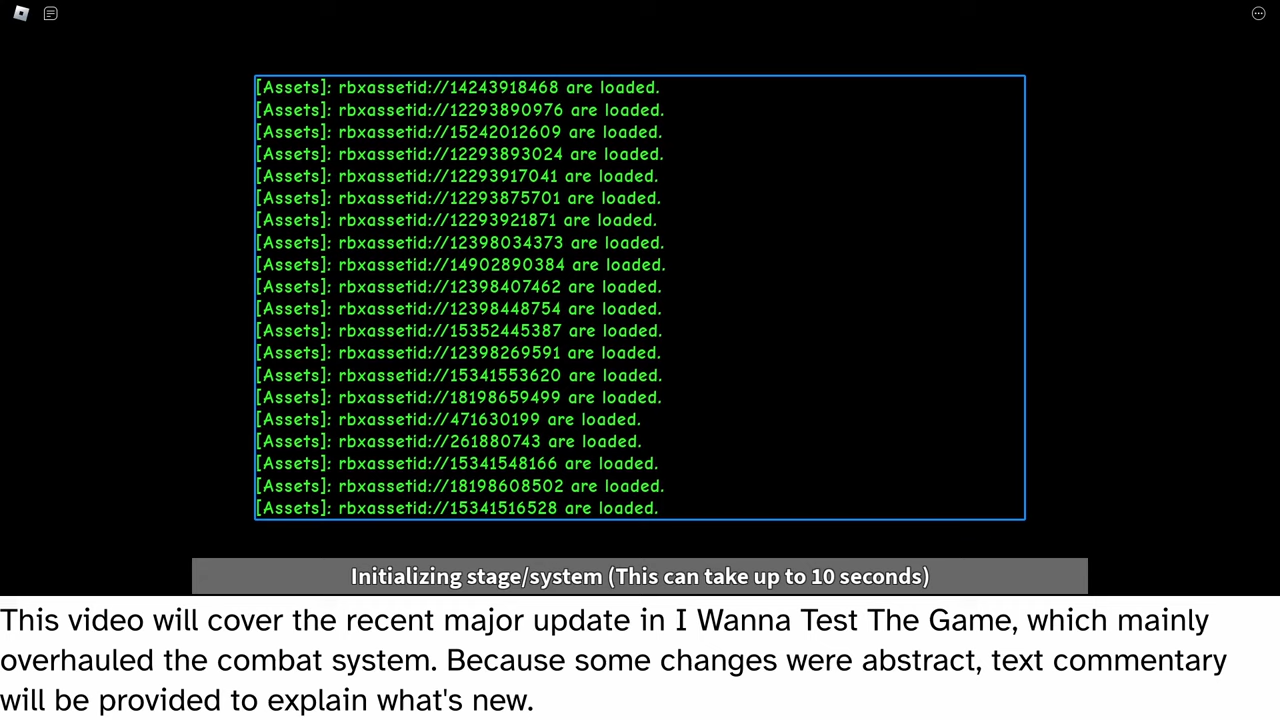 [Assets]: rbxassetid://14243918468 are loaded.
[Assets]: rbxassetid://12293890976 are loaded.
[Assets]: rbxassetid://15242012609 are loaded.
[Assets]: rbxassetid://12293893024 are loaded.
[Assets]: rbxassetid://12293917041 are loaded.
[Assets]: rbxassetid://12293875701 are loaded.
[Assets]: rbxassetid://12293921871 are loaded.
[Assets]: rbxassetid://12398034373 are loaded.
[Assets]: rbxassetid://14902890384 are loaded.
[Assets]: rbxassetid://12398407462 are loaded.
[Assets]: rbxassetid://12398448754 are loaded.
[Assets]: rbxassetid://15352445387 are loaded.
[Assets]: rbxassetid://12398269591 are loaded.
[Assets]: rbxassetid://15341553620 are loaded.
[Assets]: rbxassetid://18198659499 are loaded.
[Assets]: rbxassetid://471630199 are loaded.
[Assets]: rbxassetid://261880743 are loaded.
[Assets]: rbxassetid://15341548166 are loaded.
[Assets]: rbxassetid://18198608502 are loaded.
[Assets]: rbxassetid://15341516528 are loaded.
Initializing stage/system (This can take up to 10 seconds)
This video will cover the recent major update in I Wanna Test The Game, which mainly
overhauled the combat system. Because some changes were abstract, text commentary
will be provided to explain what's new.